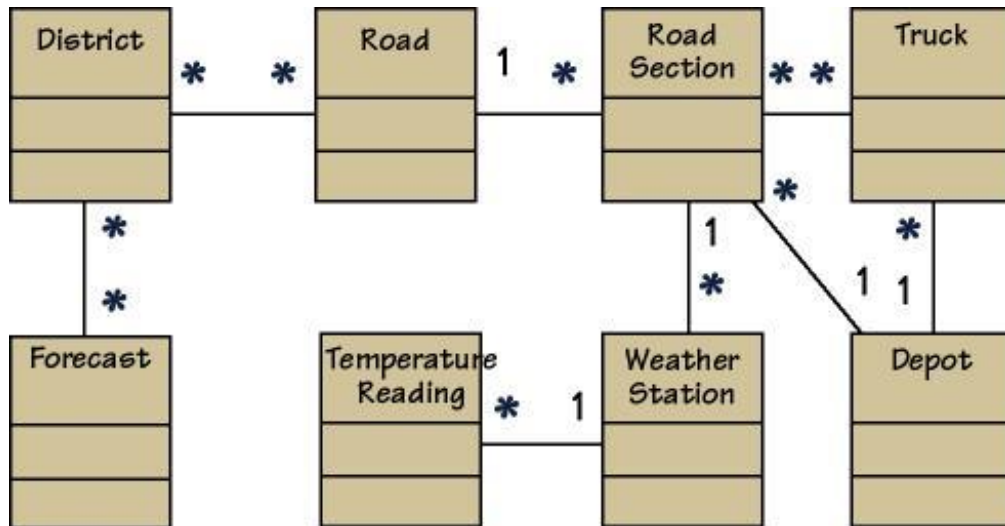 District
Road
Road
Section
Truck
* * 1 * * *
*
* 1 *
* * 1 1
Forecast
Temperature
Reading
Weather
Station
Depot
* 1